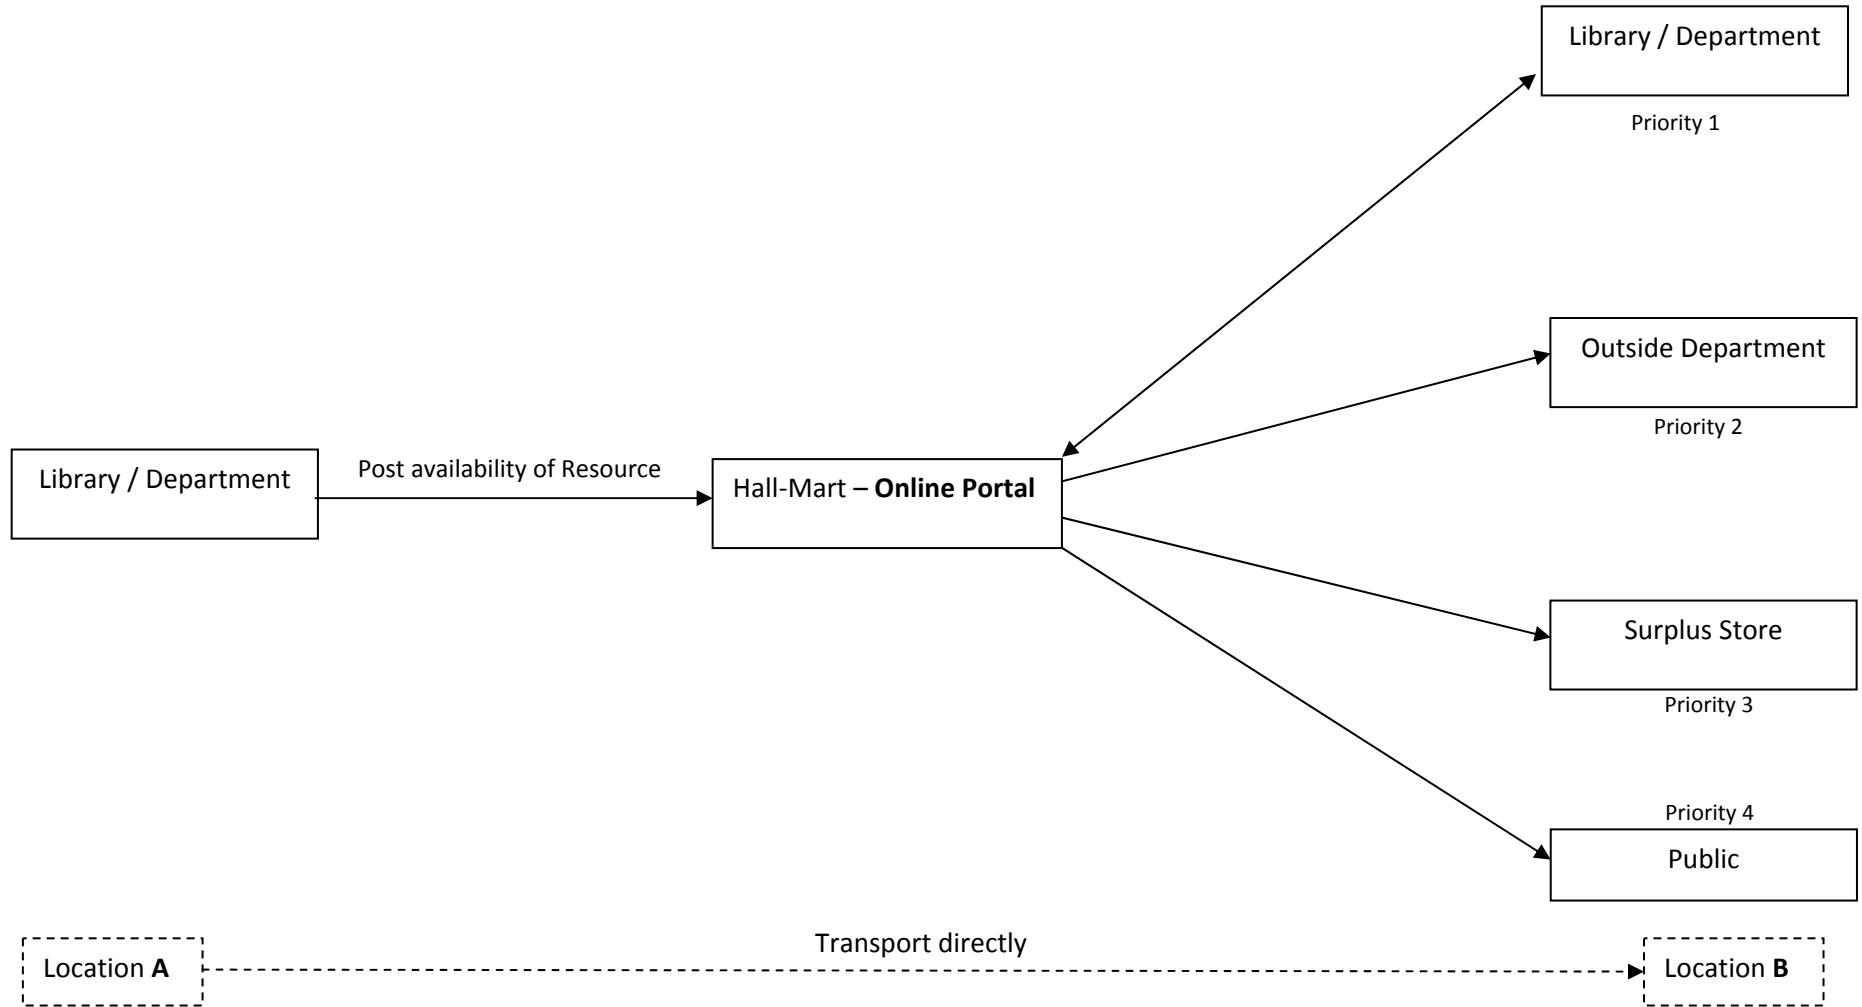 Library / Department
Priority 1
Outside Department
Priority 2
Library / Department
Post availability of Resource
Hall-Mart – Online Portal
Surplus Store
Priority 3
Priority 4
Public
Transport directly
Location A
Location B